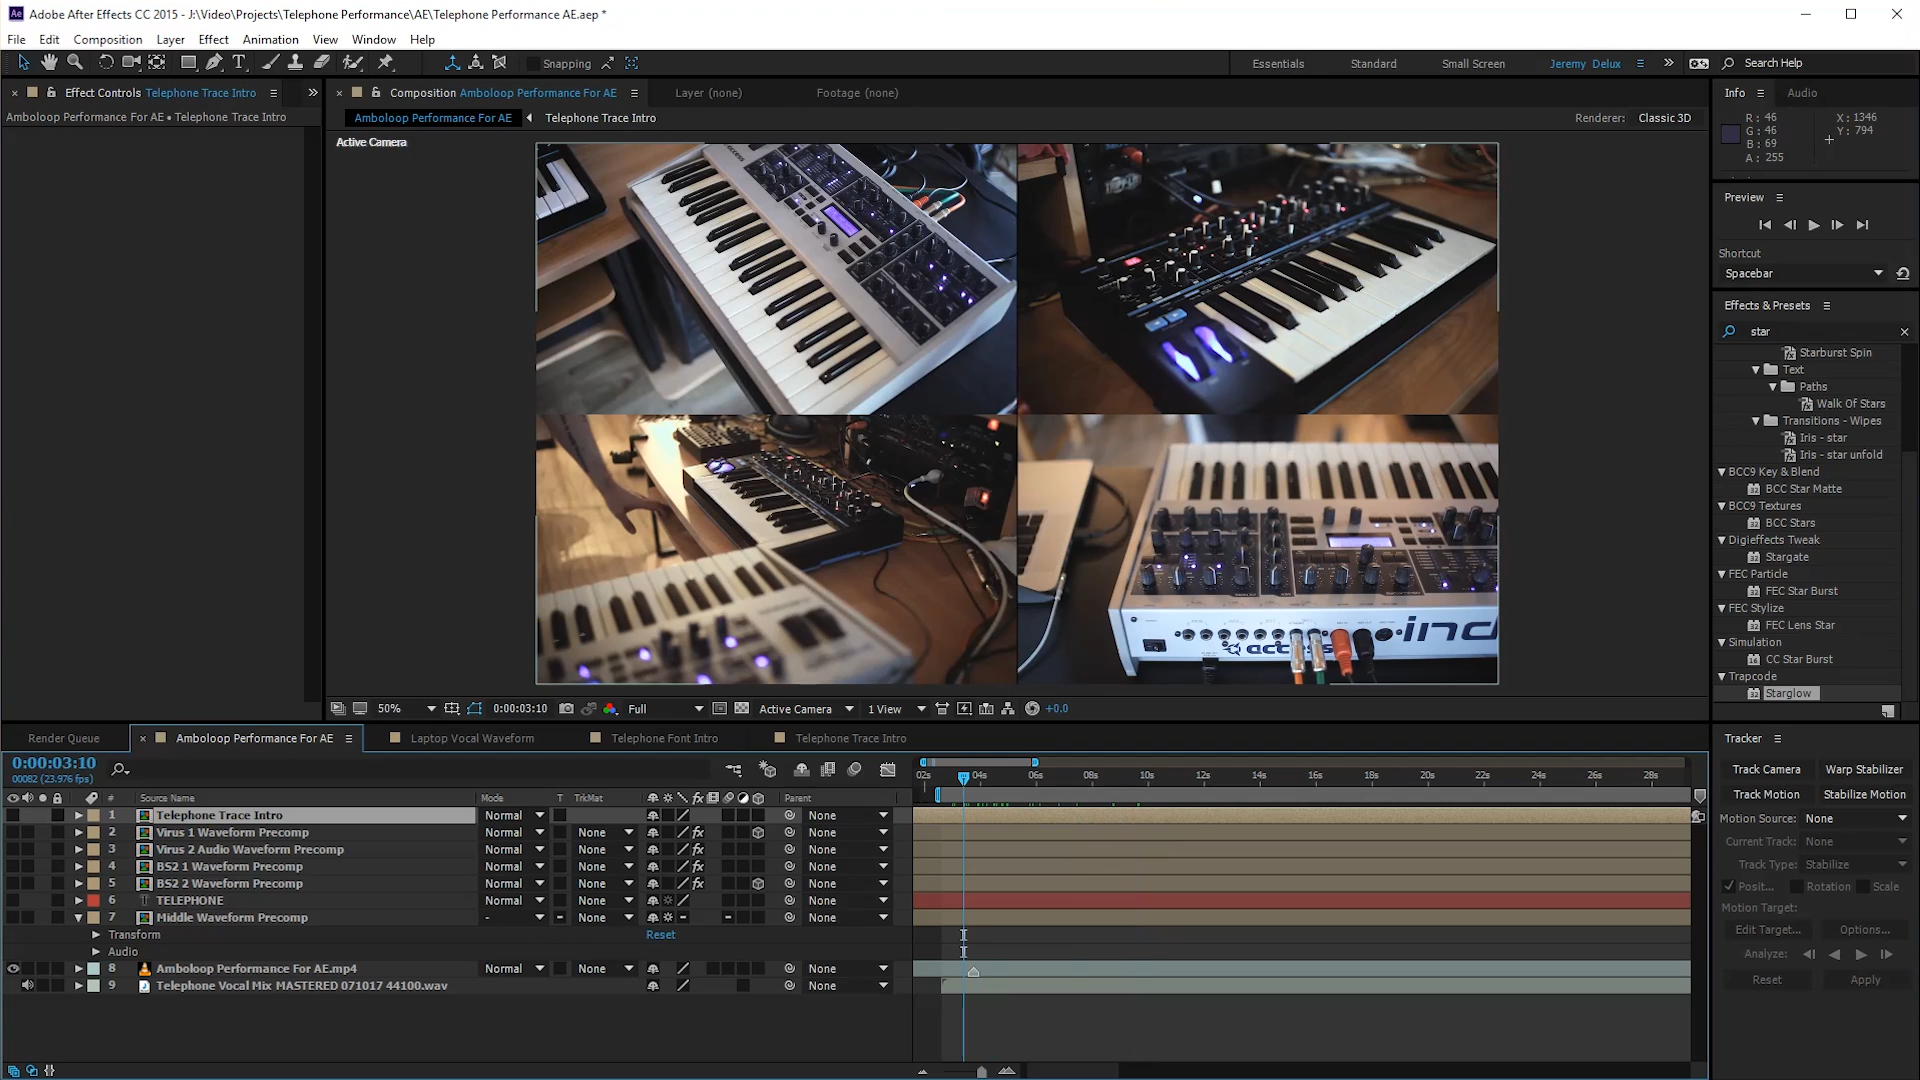 Adobe After Effects CC 2015 - J:\Video\Projects\Telephone Performance\AE\Telephone Performance AE.aep *
File Edit Composition Layer Effect Animation View Window Help
Snapping Essentials Standard Small Screen Jeremy Delux Search Help
Effect Controls Telephone Trace Intro
Amboloop Performance For AE • Telephone Trace Intro
Composition Amboloop Performance For AE Layer (none) Footage (none)
Amboloop Performance For AE Telephone Trace Intro Renderer: Classic 3D
Active Camera
access
50% 0:00:03:10 Full Active Camera 1 View +0.0
Info Audio
R: 46 X: 1346
G: 46 Y: 794
B: 69
A: 255
Preview
Shortcut
Spacebar
Effects & Presets
star
Starburst Spin
Text
Paths
Walk Of Stars
Transitions - Wipes
Iris - star
Iris - star unfold
BCC9 Key & Blend
BCC Star Matte
BCC9 Textures
BCC Stars
Digieffects Tweak
Stargate
FEC Particle
FEC Star Burst
FEC Stylize
FEC Lens Star
Simulation
CC Star Burst
Trapcode
Starglow
Render Queue Amboloop Performance For AE Laptop Vocal Waveform Telephone Font Intro Telephone Trace Intro
0:00:03:10
00082 (23.976 fps)
02s 04s 06s 08s 10s 12s 14s 16s 18s 20s 22s 24s 26s 28s
# Source Name Mode T TrkMat Parent
1 Telephone Trace Intro Normal None
2 Virus 1 Waveform Precomp Normal None None
3 Virus 2 Audio Waveform Precomp Normal None None
4 BS2 1 Waveform Precomp Normal None None
5 BS2 2 Waveform Precomp Normal None None
6 TELEPHONE Normal None None
7 Middle Waveform Precomp - None None
Transform Reset
Audio
8 Amboloop Performance For AE.mp4 Normal None None
9 Telephone Vocal Mix MASTERED 071017 44100.wav None
Tracker
Track Camera Warp Stabilizer
Track Motion Stabilize Motion
Motion Source: None
Current Track: None
Track Type: Stabilize
Posit... Rotation Scale
Motion Target:
Edit Target... Options...
Analyze:
Reset Apply